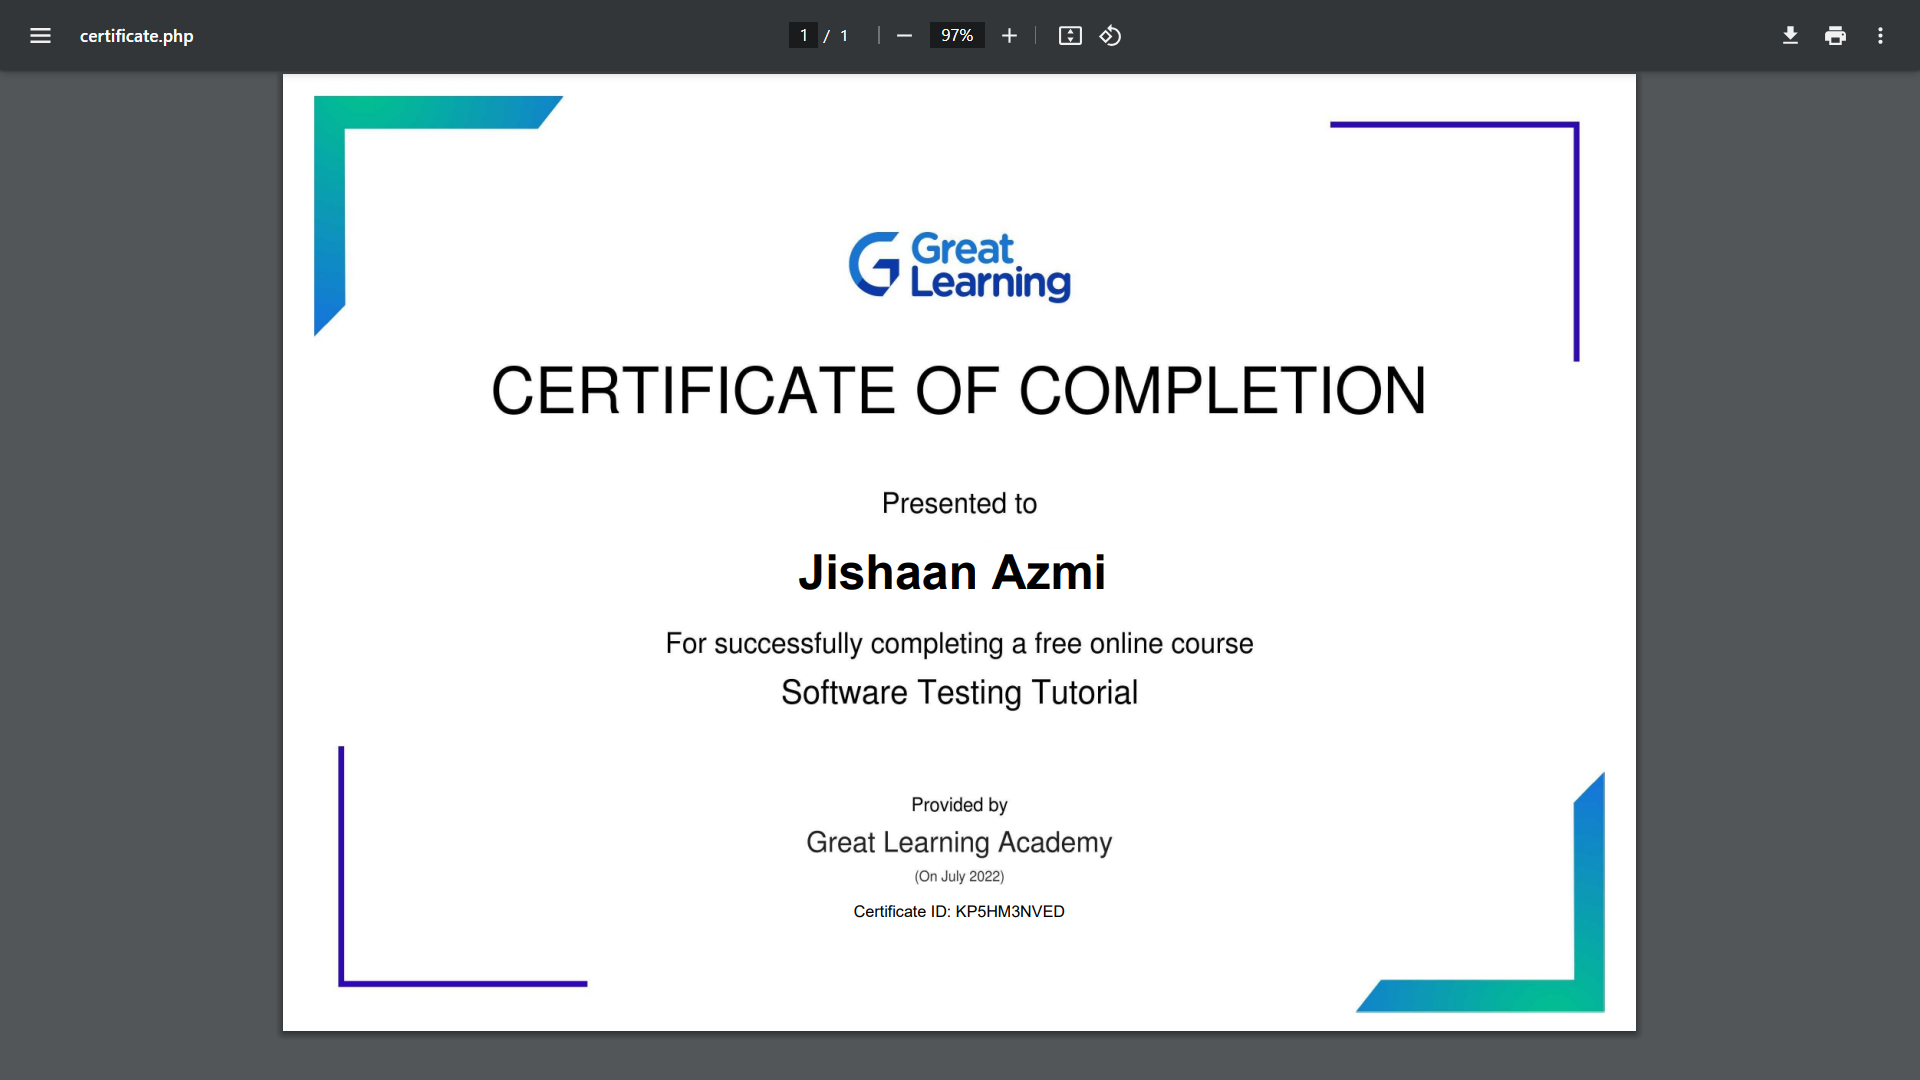 certificate.php
1 / 1
97%
Great
Learning
CERTIFICATE OF COMPLETION
Presented to
Jishaan Azmi
For successfully completing a free online course
Software Testing Tutorial
Provided by
Great Learning Academy
(On July 2022)
Certificate ID: KP5HM3NVED